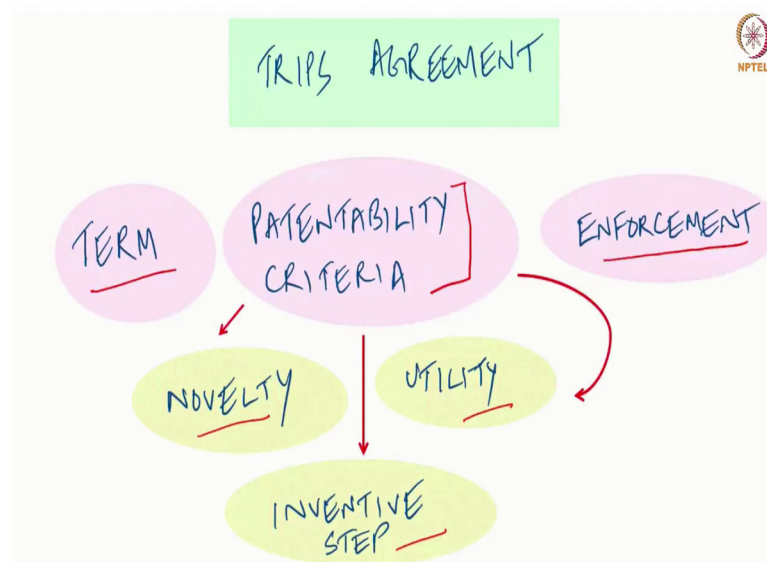 TRIPS AGREEMENT
NPTEL
TERM
PATENTABILITY
CRITERIA
ENFORCEMENT
NOVELTY
UTILITY
INVENTIVE
STEP